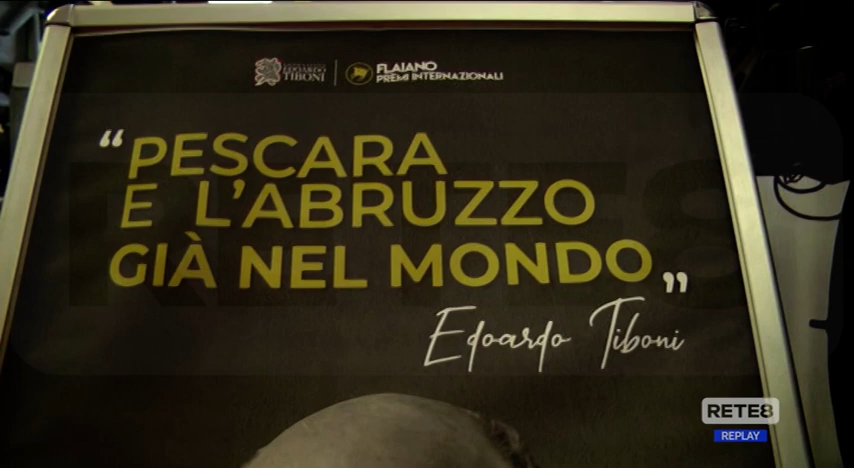 EDOARDO
TIBONI
FLAIANO
PREMI INTERNAZIONALI
“PESCARA
E L'ABRUZZO
GIÀ NEL MONDO„
Edoardo Tiboni
RETE8
REPLAY